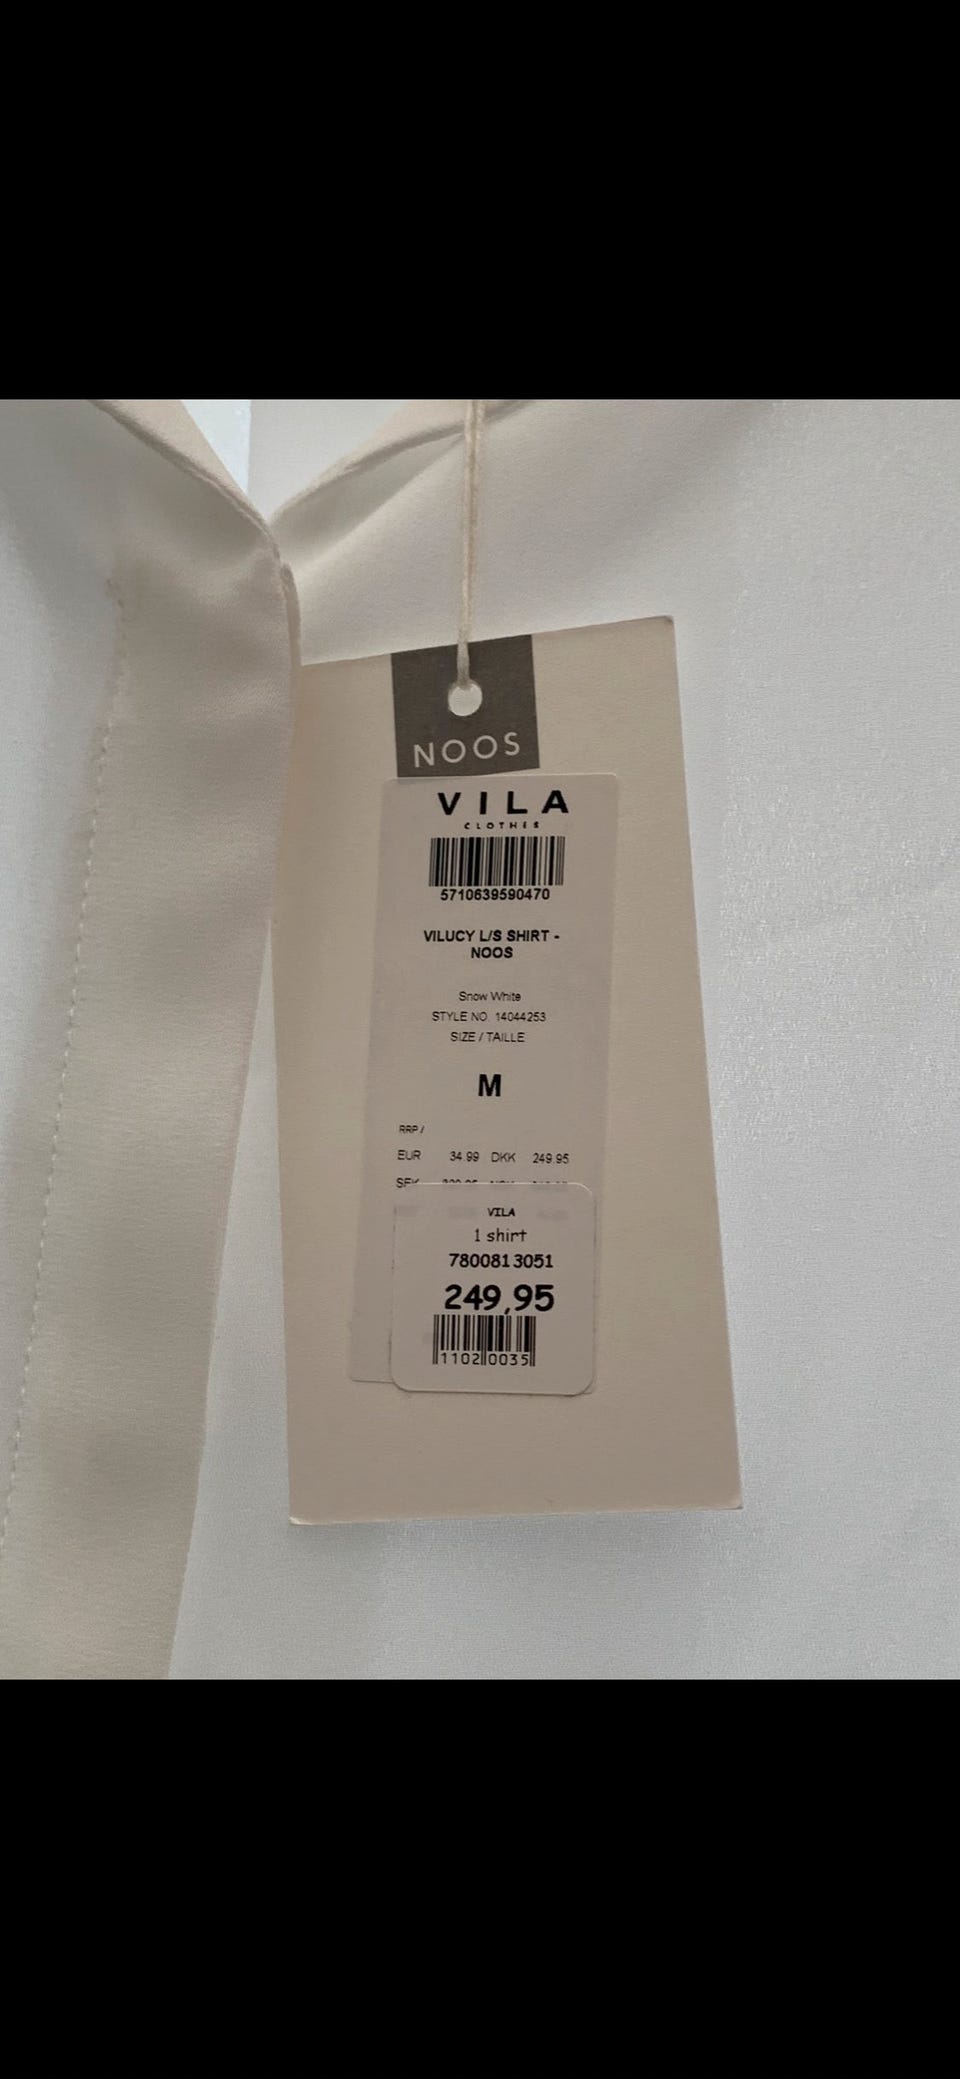 NOOS
VILA
CLOTHES
5710639590470
VILUCY L/S SHIRT -
NOOS
Snow White
STYLE NO 14044253
SIZE / TAILLE
M
RRP /
EUR 34.99 DKK 249.95
SEK
VILA
1 shirt
7800813051
249,95
11020035